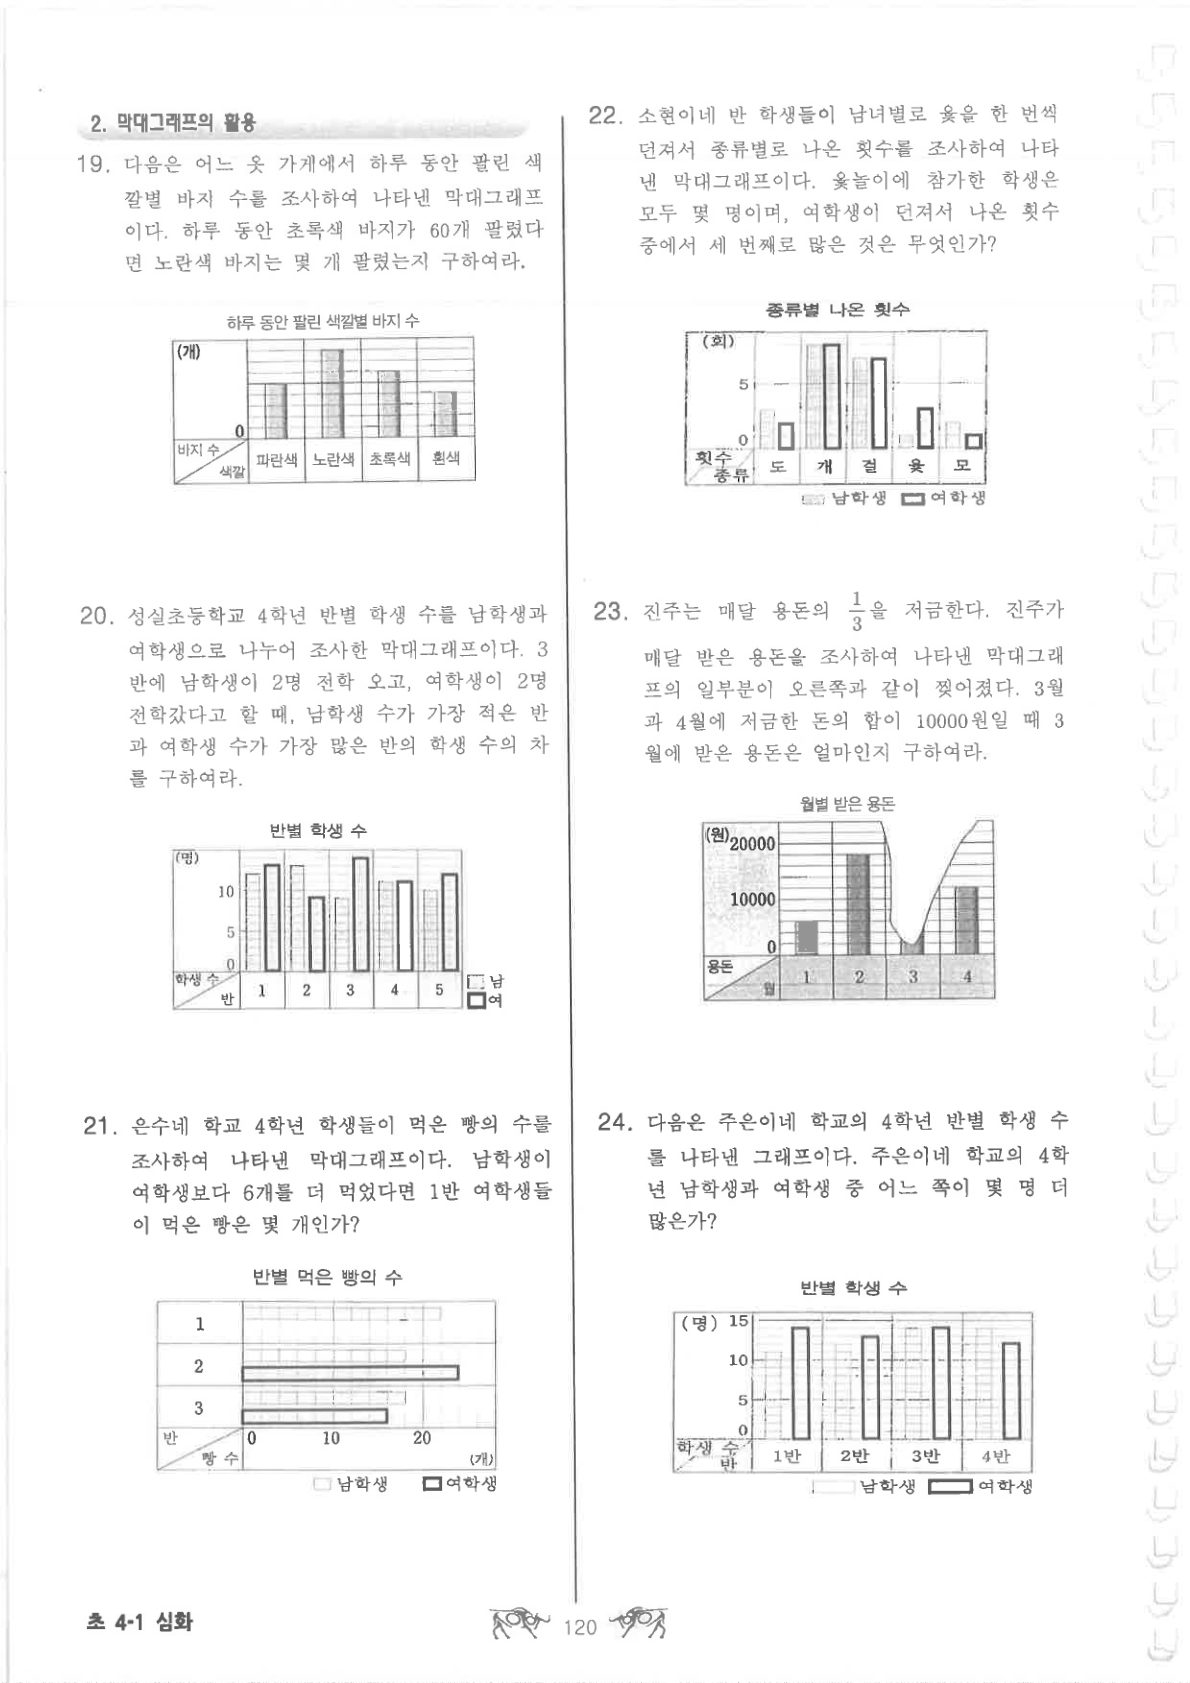 2. 막대그래프의 활용
19. 다음은 어느 옷 가게에서 하루 동안 팔린 색
깔별 바지 수를 조사하여 나타낸 막대그래프
이다. 하루 동안 초록색 바지가 60개 팔렸다
면 노란색 바지는 몇 개 팔렸는지 구하여라.
하루 동안 팔린 색깔별 바지 수
(개)
0
바지 수
색깔
파란색 노란색 초록색 흰색
20. 성실초등학교 4학년 반별 학생 수를 남학생과
여학생으로 나누어 조사한 막대그래프이다. 3
반에 남학생이 2명 전학 오고, 여학생이 2명
전학갔다고 할 때, 남학생 수가 가장 적은 반
과 여학생 수가 가장 많은 반의 학생 수의 차
를 구하여라.
반별 학생 수
(명)
10
5
0
학생 수
반
1 2 3 4 5
남
여
21. 은수네 학교 4학년 학생들이 먹은 빵의 수를
조사하여 나타낸 막대그래프이다. 남학생이
여학생보다 6개를 더 먹었다면 1반 여학생들
이 먹은 빵은 몇 개인가?
반별 먹은 빵의 수
1
2
3
반
빵 수
0 10 20
(개)
남학생 여학생
22. 소현이네 반 학생들이 남녀별로 윷을 한 번씩
던져서 종류별로 나온 횟수를 조사하여 나타
낸 막대그래프이다. 윷놀이에 참가한 학생은
모두 몇 명이며, 여학생이 던져서 나온 횟수
중에서 세 번째로 많은 것은 무엇인가?
종류별 나온 횟수
(회)
5
0
횟수
종류
도 개 걸 윷 모
남학생 여학생
23. 진주는 매달 용돈의 1/3을 저금한다. 진주가
매달 받은 용돈을 조사하여 나타낸 막대그래
프의 일부분이 오른쪽과 같이 찢어졌다. 3월
과 4월에 저금한 돈의 합이 10000원일 때 3
월에 받은 용돈은 얼마인지 구하여라.
월별 받은 용돈
(원)
20000
10000
0
용돈
월
1 2 3 4
24. 다음은 주은이네 학교의 4학년 반별 학생 수
를 나타낸 그래프이다. 주은이네 학교의 4학
년 남학생과 여학생 중 어느 쪽이 몇 명 더
많은가?
반별 학생 수
(명) 15
10
5
0
학생 수
반
1반 2반 3반 4반
남학생 여학생
초 4-1 심화
120